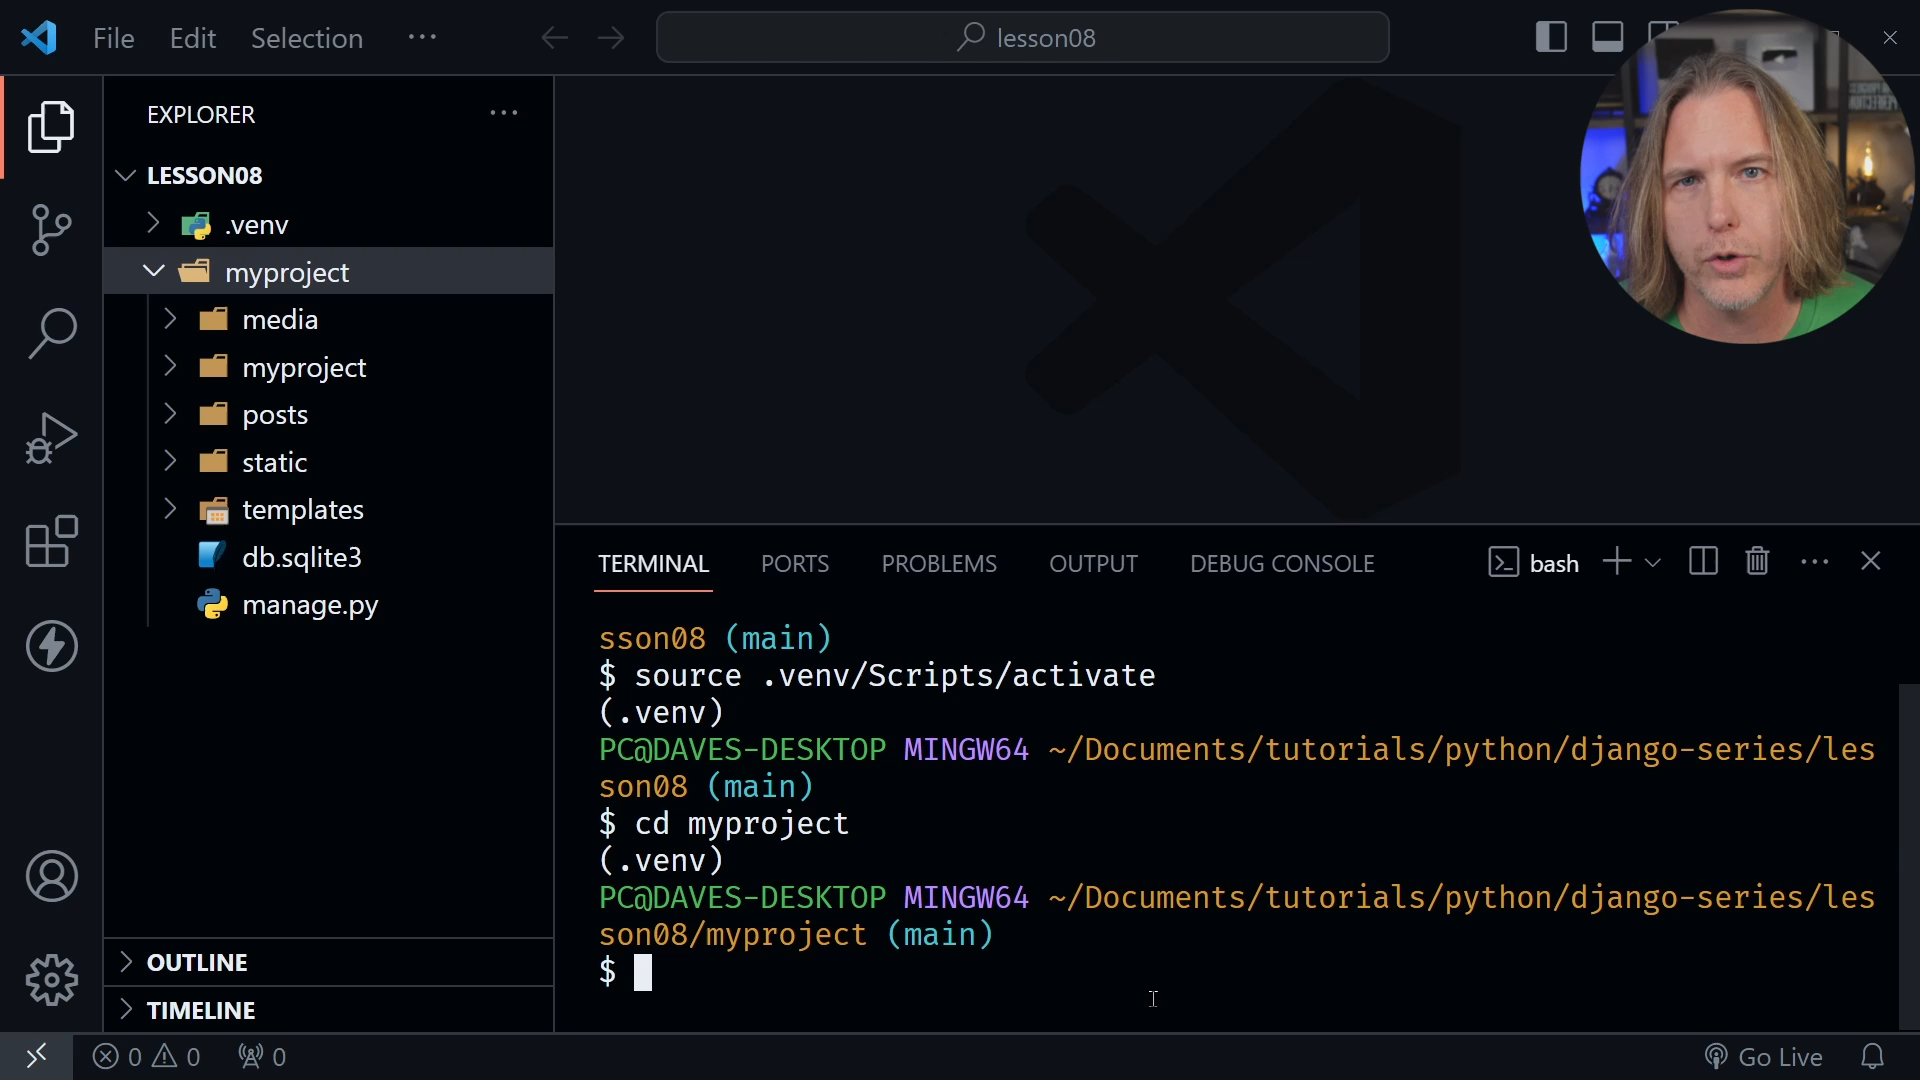 File Edit Selection ···
lesson08
EXPLORER
LESSON08
.venv
myproject
media
myproject
posts
static
templates
db.sqlite3
manage.py
OUTLINE
TIMELINE
TERMINAL PORTS PROBLEMS OUTPUT DEBUG CONSOLE
bash
sson08 (main)
$ source .venv/Scripts/activate
(.venv)
PC@DAVES-DESKTOP MINGW64 ~/Documents/tutorials/python/django-series/les
son08 (main)
$ cd myproject
(.venv)
PC@DAVES-DESKTOP MINGW64 ~/Documents/tutorials/python/django-series/les
son08/myproject (main)
$
0 0 0
Go Live